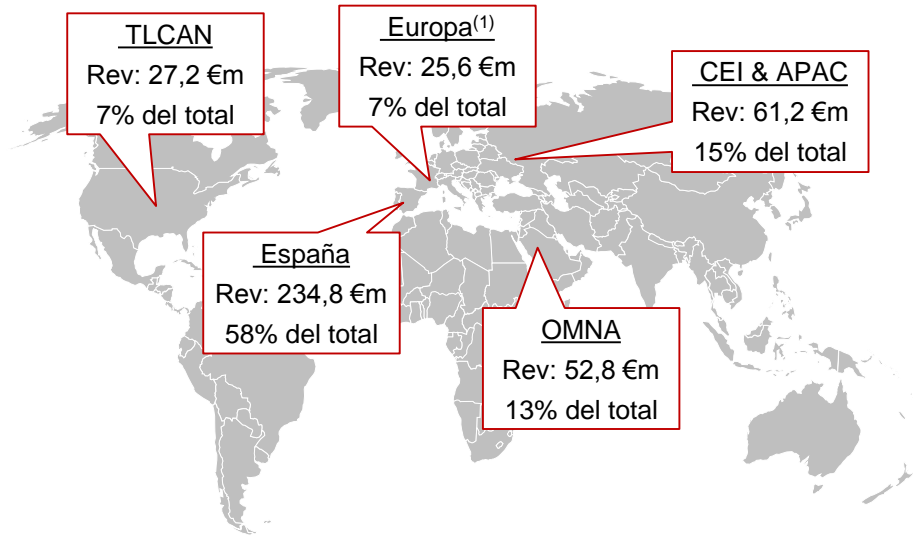 TLCAN
Rev: 27,2 €m
7% del total
Europa(1)
Rev: 25,6 €m
7% del total
CEI & APAC
Rev: 61,2 €m
15% del total
España
Rev: 234,8 €m
58% del total
OMNA
Rev: 52,8 €m
13% del total